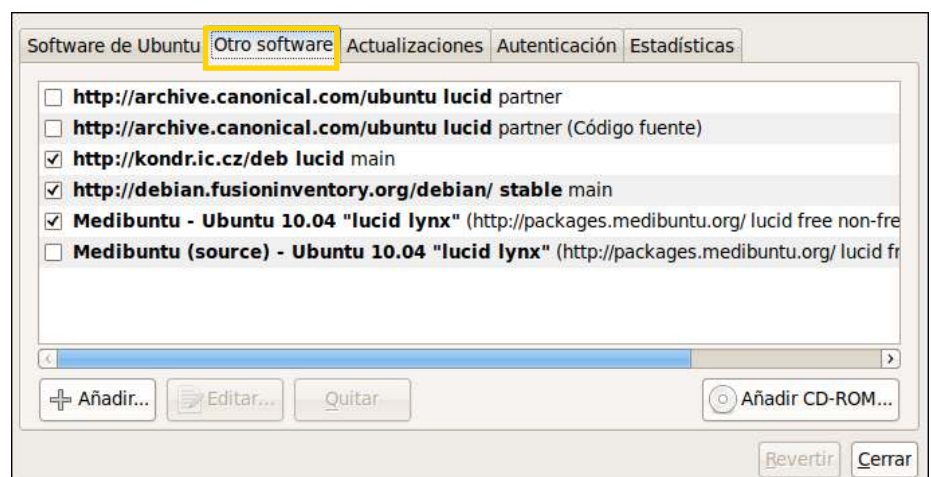 Software de Ubuntu Otro software Actualizaciones Autenticación Estadísticas
http://archive.canonical.com/ubuntu lucid partner
http://archive.canonical.com/ubuntu lucid partner (Código fuente)
http://kondr.ic.cz/deb lucid main
http://debian.fusioninventory.org/debian/ stable main
Medibuntu - Ubuntu 10.04 "lucid lynx" (http://packages.medibuntu.org/ lucid free non-fre
Medibuntu (source) - Ubuntu 10.04 "lucid lynx" (http://packages.medibuntu.org/ lucid fr
Añadir... Editar... Quitar Añadir CD-ROM...
Revertir Cerrar